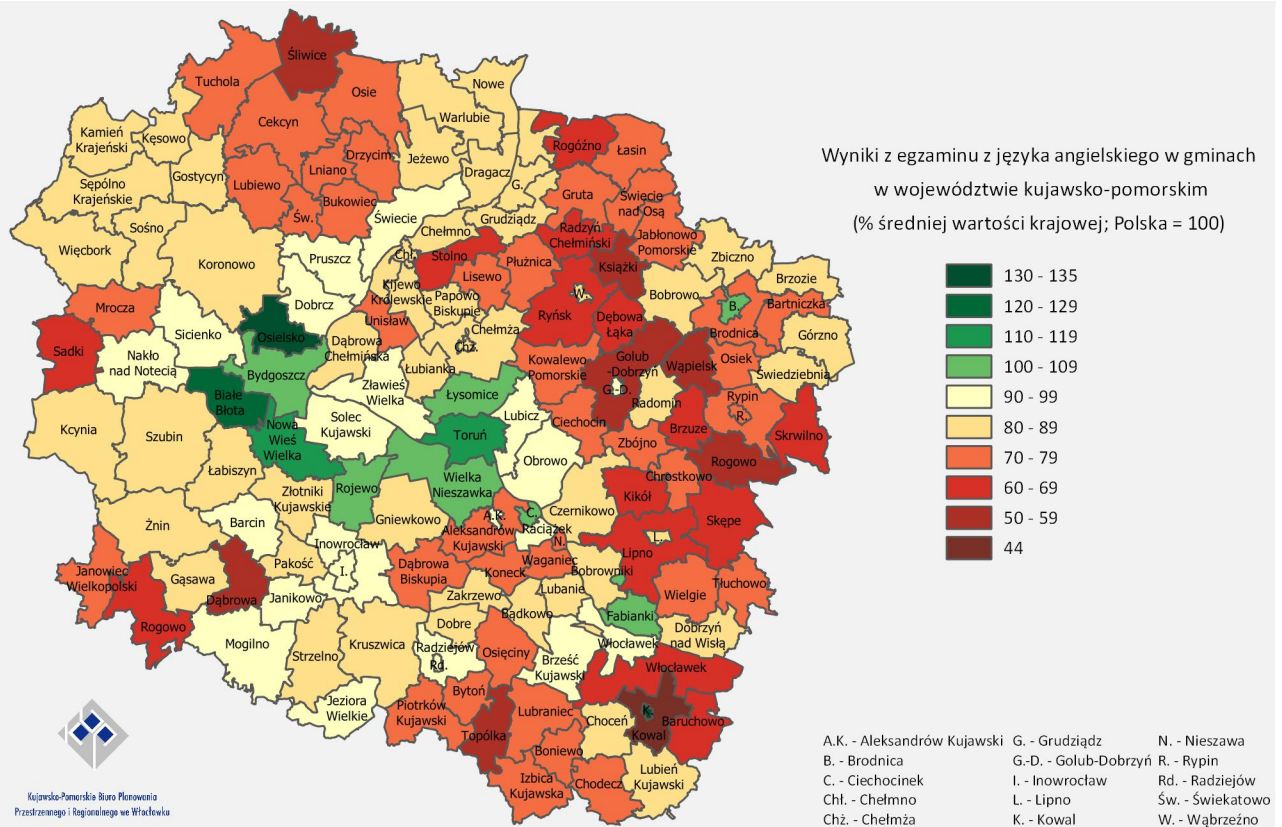 Śliwice
Tuchola
Osie
Nowe
Cekcyn
Warlubie
Kamień
Krajeński
Kęsowo
Rogóźno
Łasin
Drzycim
Jeżewo
Lniano
Dragacz
Gostycyn
Lubiewo
G.
Sępólno
Krajeńskie
Gruta
Świecie
nad Osą
Bukowiec
Św.
Świecie
Grudziądz
Sośno
Chełmno
Radzyń
Chełmiński
Jabłonowo
Pomorskie
Więcbork
Koronowo
Pruszcz
Chł.
Stolno
Płużnica
Książki
Zbiczno
Lisewo
Brzozie
Kijewo
Królewskie
Papowo
Biskupie
W.
Bobrowo
Mrocza
Dobrcz
B.
Bartniczka
Sicienko
Osielsko
Unisław
Chełmża
Ryńsk
Dębowa
Łąka
Brodnica
Górzno
Dąbrowa
Chełmińska
Chż.
Sadki
Nakło
nad Notecią
Bydgoszcz
Łubianka
Kowalewo
Pomorskie
Golub
-Dobrzyń
Wąpielsk
Osiek
Świedziebnia
Zławieś
Wielka
Łysomice
G.-D.
Białe
Błota
Radomin
Rypin
R.
Solec
Kujawski
Lubicz
Nowa
Wieś
Wielka
Toruń
Ciechocin
Brzuze
Skrwilno
Kcynia
Szubin
Zbójno
Obrowo
Rogowo
Łabiszyn
Wielka
Nieszawka
Chrostkowo
Rojewo
Złotniki
Kujawskie
Kikół
Gniewkowo
A.K.
C.
Czernikowo
Skępe
Żnin
Barcin
Aleksandrów
Kujawski
Raciążek
N.
L.
Inowrocław
Lipno
Pakość
I.
Dąbrowa
Biskupia
Koneck
Waganiec
Bobrowniki
Janowiec
Wielkopolski
Gąsawa
Tłuchowo
Dąbrowa
Janikowo
Zakrzewo
Lubanie
Wielgie
Rogowo
Bądkowo
Fabianki
Dobre
Dobrzyń
nad Wisłą
Mogilno
Kruszwica
Radziejów
Rd.
Osięciny
Włocławek
Strzelno
Brześć
Kujawski
Włocławek
Bytoń
Jeziora
Wielkie
Piotrków
Kujawski
Lubraniec
K.
Kowal
Baruchowo
Choceń
Topólka
Boniewo
Izbica
Kujawska
Chodecz
Lubień
Kujawski
Wyniki z egzaminu z języka angielskiego w gminach
w województwie kujawsko-pomorskim
(% średniej wartości krajowej; Polska = 100)
130 - 135
120 - 129
110 - 119
100 - 109
90 - 99
80 - 89
70 - 79
60 - 69
50 - 59
44
A.K. - Aleksandrów Kujawski G. - Grudziądz N. - Nieszawa
B. - Brodnica G.-D. - Golub-Dobrzyń R. - Rypin
C. - Ciechocinek I. - Inowrocław Rd. - Radziejów
Chł. - Chełmno L. - Lipno Św. - Świekatowo
Chż. - Chełmża K. - Kowal W. - Wąbrzeźno
Kujawsko-Pomorskie Biuro Planowania
Przestrzennego i Regionalnego we Włocławku